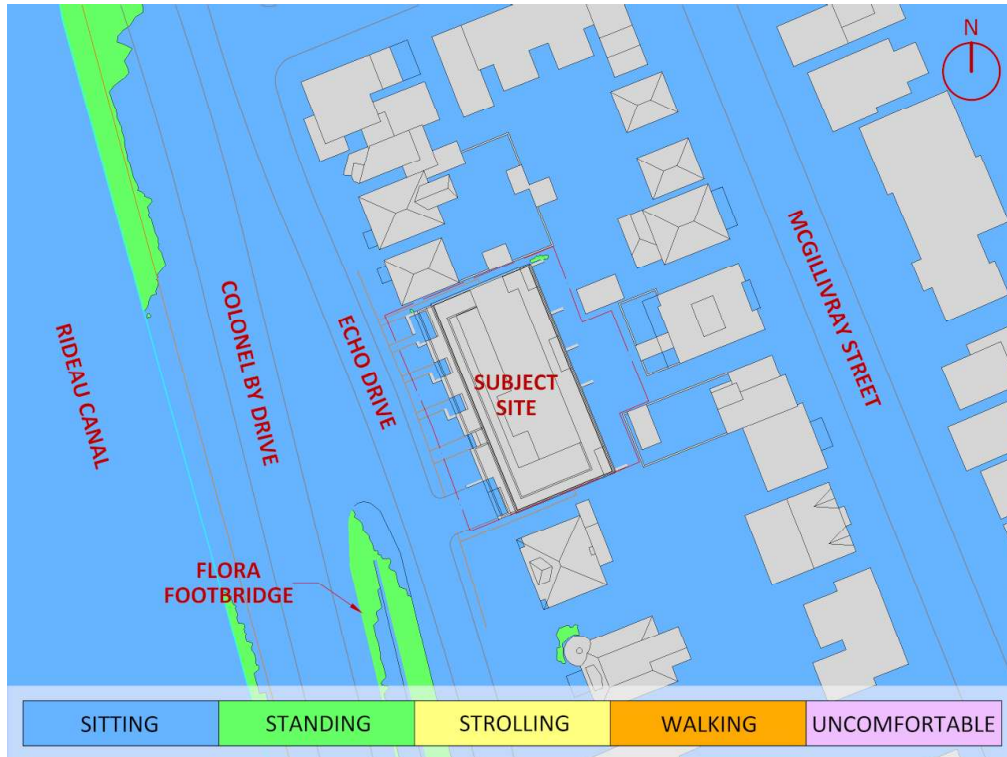 N
RIDEAU CANAL
COLONEL BY DRIVE
ECHO DRIVE
SUBJECT
SITE
MCGILLIVRAY STREET
FLORA
FOOTBRIDGE
SITTING
STANDING
STROLLING
WALKING
UNCOMFORTABLE